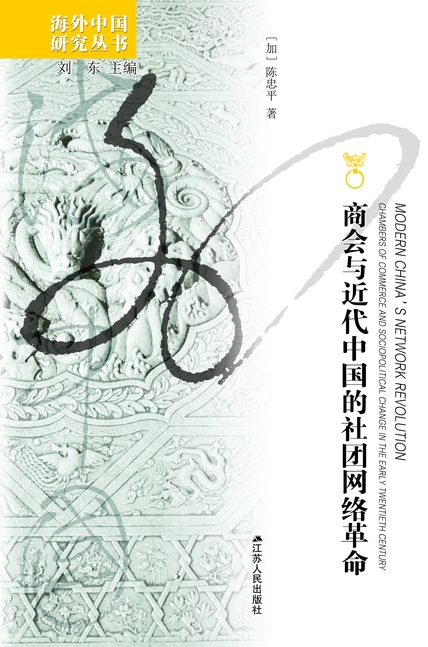 海外中国
研究丛书
刘 东 主编
［加］陈忠平 著
MODERN CHINA'S NETWORK REVOLUTION
CHAMBERS OF COMMERCE AND SOCIOPOLITICAL CHANGE IN THE EARLY TWENTIETH CENTURY
商会与近代中国的社团网络革命
江苏人民出版社